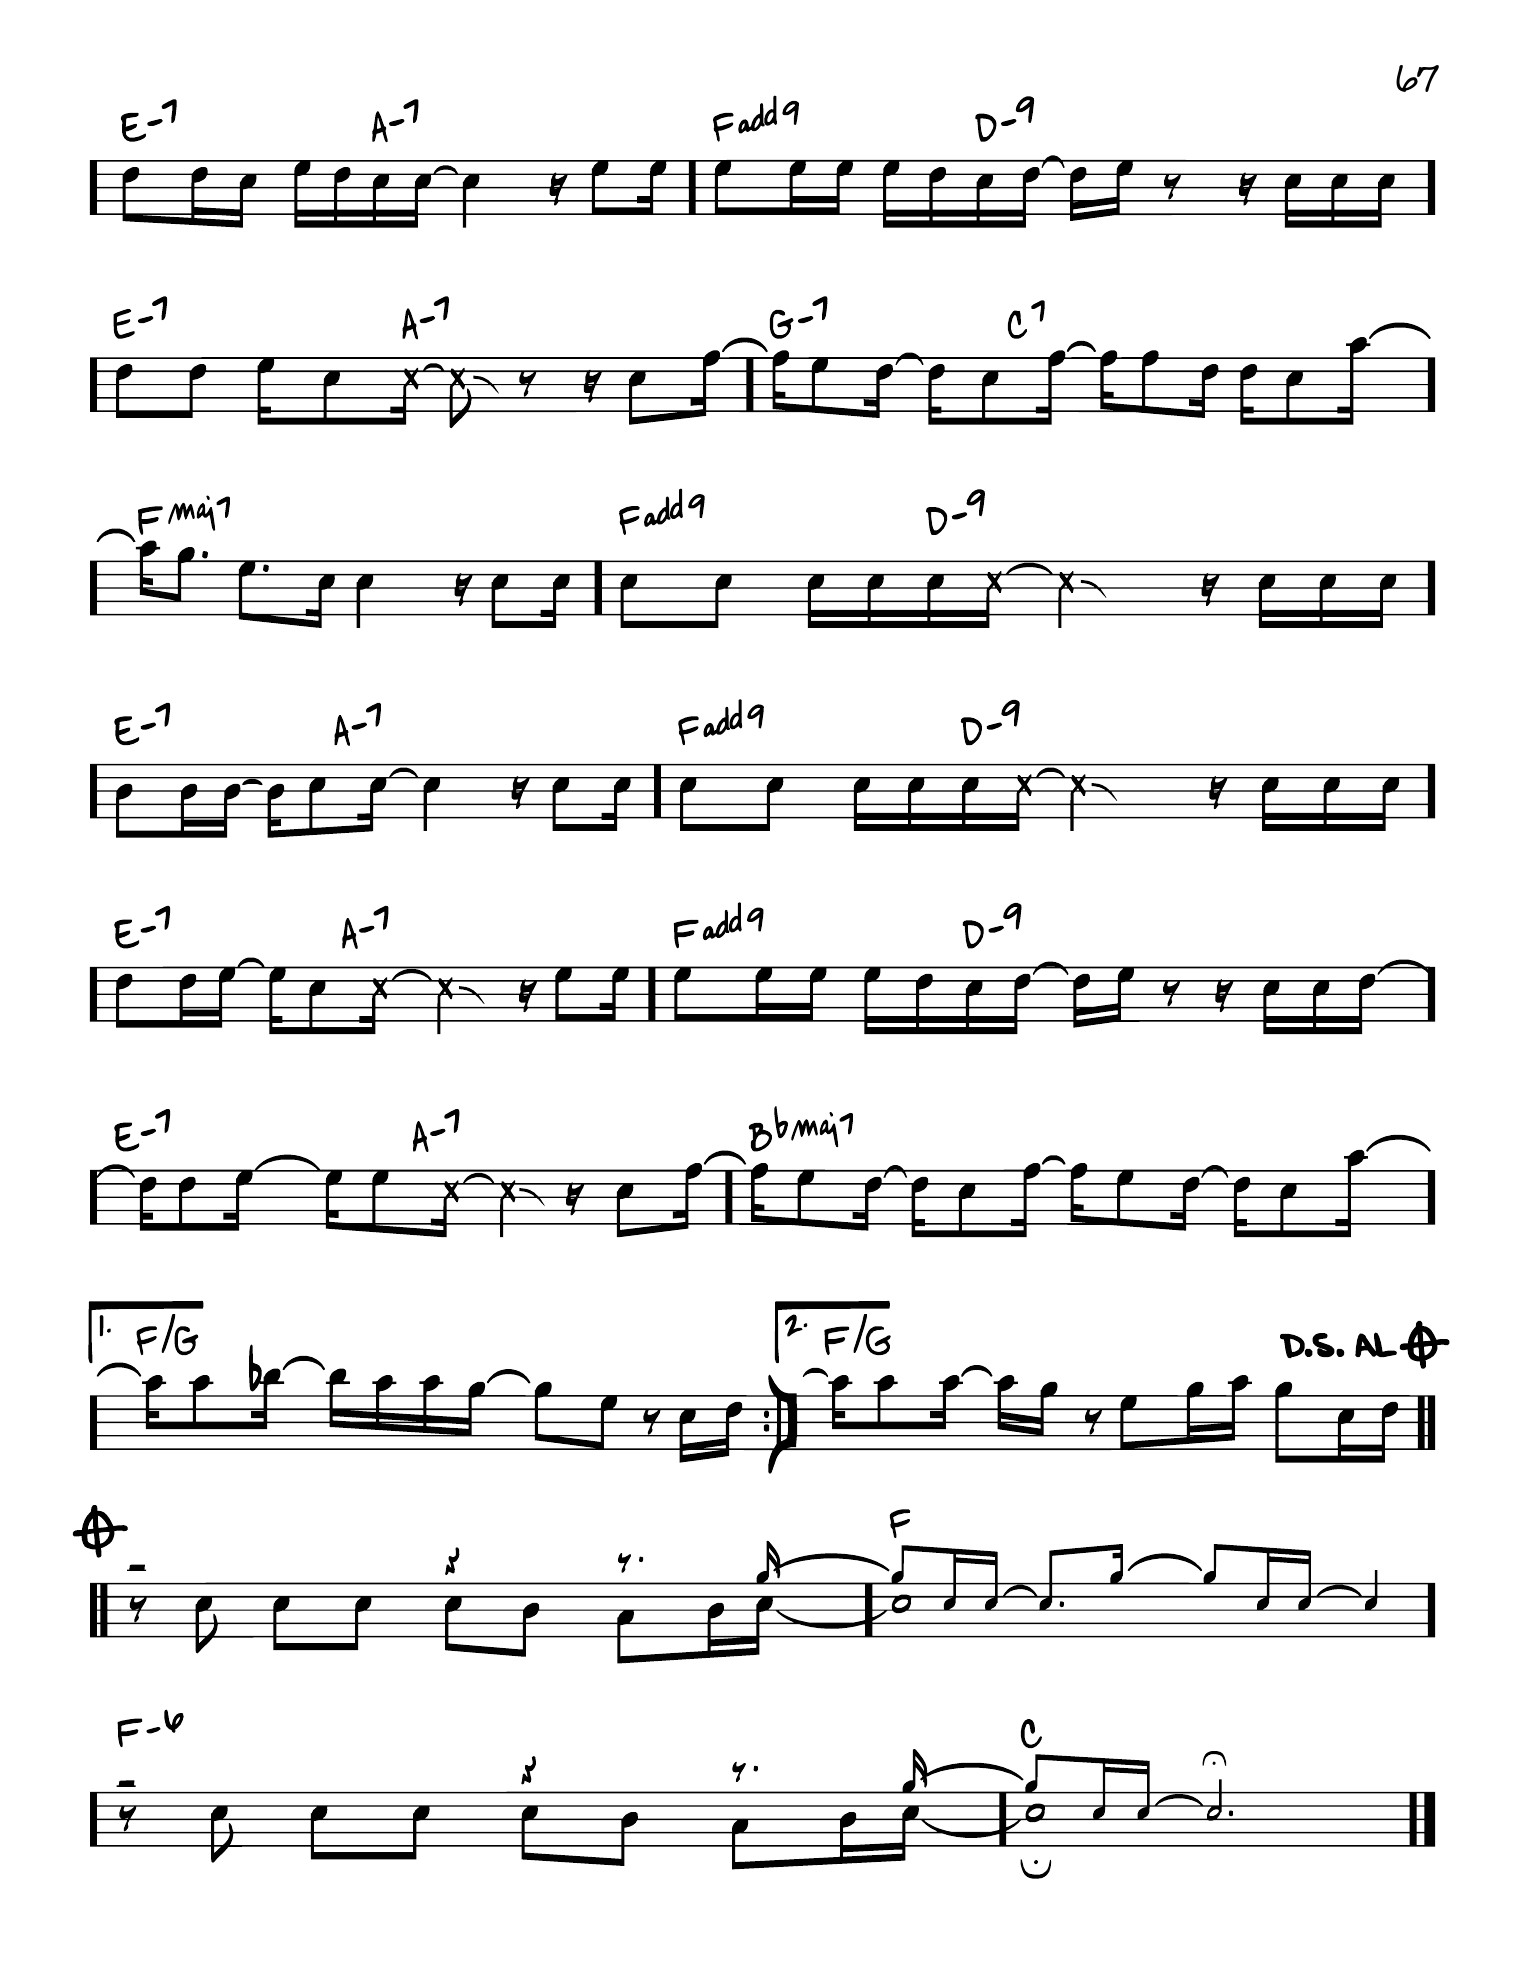 67
E-7 A-7 Fadd9 D-9
E-7 A-7 G-7 C7
Fmaj7 Fadd9 D-9
E-7 A-7 Fadd9 D-9
E-7 A-7 Fadd9 D-9
E-7 A-7 Bbmaj7
1. F/G 2. F/G D.S. AL
F
F-6 C